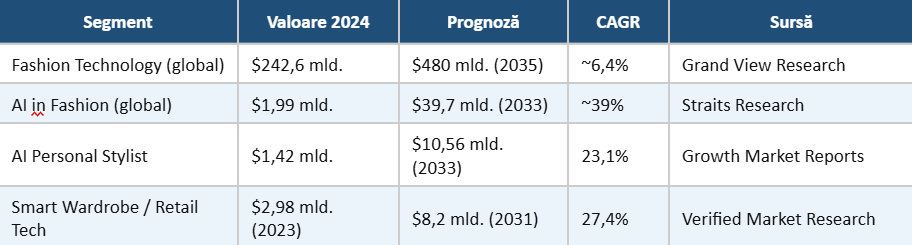 Segment Valoare 2024 Prognoză CAGR Sursă
Fashion Technology (global) $242,6 mld. $480 mld. (2035) ~6,4% Grand View Research
AI in Fashion (global) $1,99 mld. $39,7 mld. (2033) ~39% Straits Research
AI Personal Stylist $1,42 mld. $10,56 mld. (2033) 23,1% Growth Market Reports
Smart Wardrobe / Retail Tech $2,98 mld. (2023) $8,2 mld. (2031) 27,4% Verified Market Research